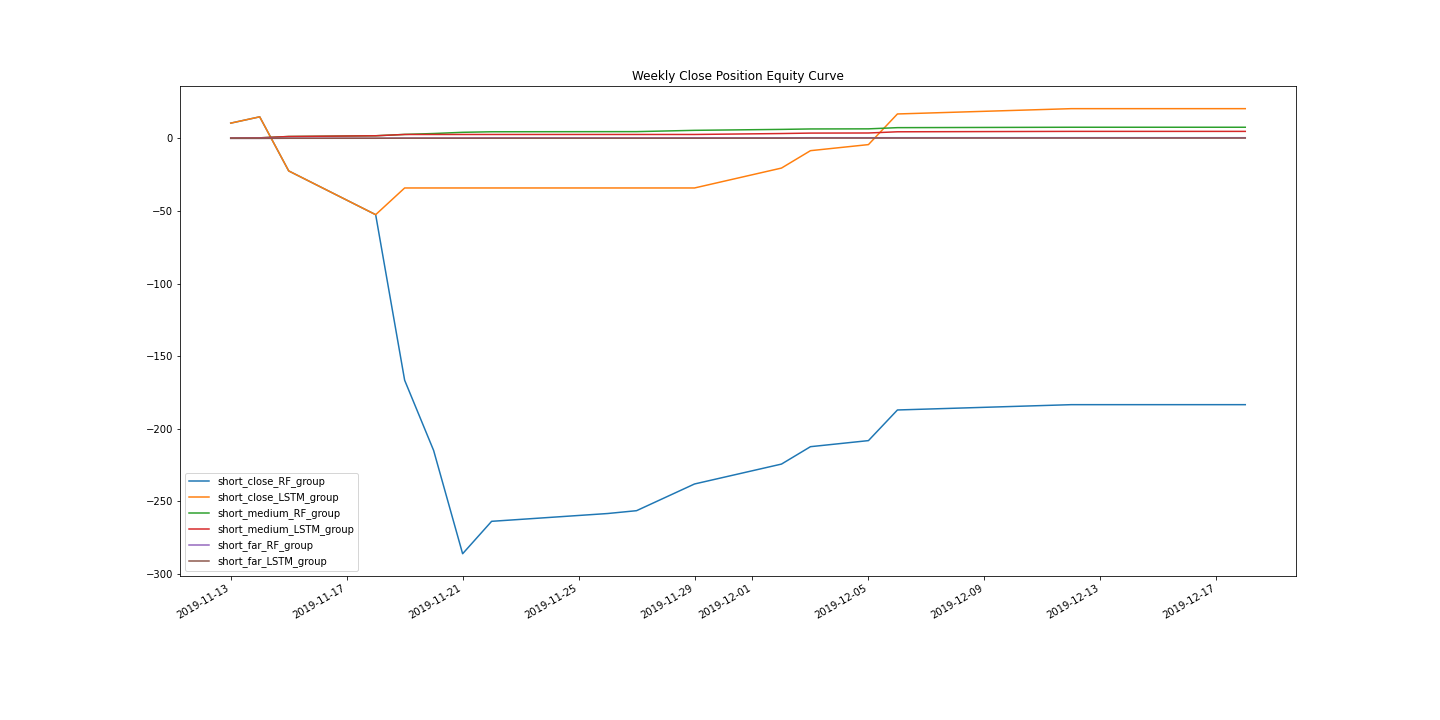 Weekly Close Position Equity Curve
0
−50
−100
−150
−200
−250
−300
short_close_RF_group
short_close_LSTM_group
short_medium_RF_group
short_medium_LSTM_group
short_far_RF_group
short_far_LSTM_group
2019-11-13
2019-11-17
2019-11-21
2019-11-25
2019-11-29
2019-12-01
2019-12-05
2019-12-09
2019-12-13
2019-12-17